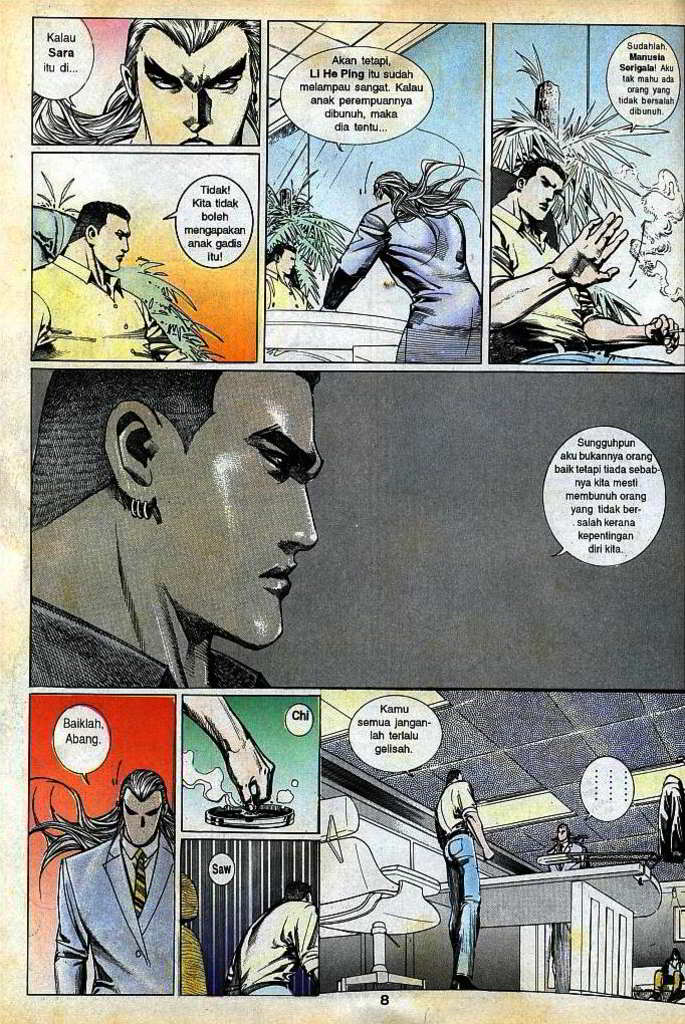 Kalau
Sara
itu di...
Tidak!
Kita tidak
boleh
mengapakan
anak gadis
itu!
Akan tetapi,
Li He Ping itu sudah
melampau sangat. Kalau
anak perempuannya
dibunuh, maka
dia tentu...
Sudahlah,
Manusia
Serigala! Aku
tak mahu ada
orang yang
tidak bersalah
dibunuh.
Sungguhpun
aku bukannya orang
baik tetapi tiada sebab-
nya kita mesti
membunuh orang
yang tidak ber-
salah kerana
kepentingan
diri kita.
Baiklah,
Abang.
Chi
Saw
Kamu
semua jangan-
lah terlalu
gelisah.
......
8